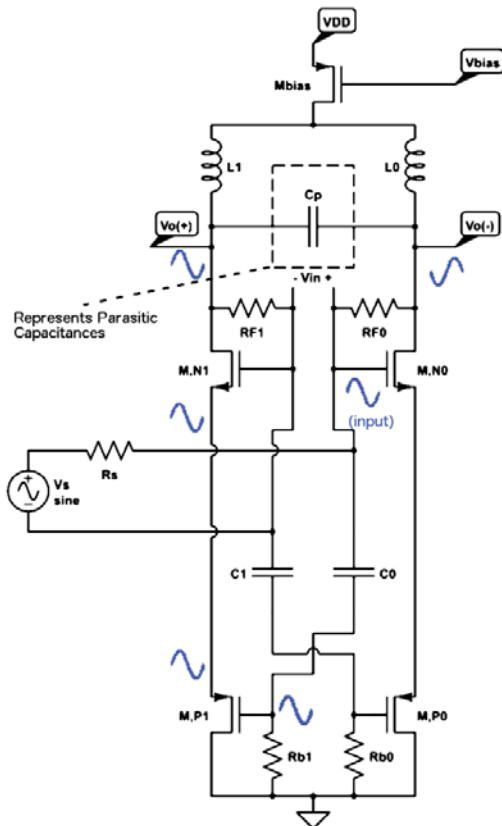 VDD
Vbias
Mbias
L1
L0
Cp
Vo(+)
Vo(-)
- Vin +
Represents Parasitic
Capacitances
RF1
RF0
M,N1
M,N0
(input)
Rs
Vs
sine
C1
C0
M,P1
M,P0
Rb1
Rb0